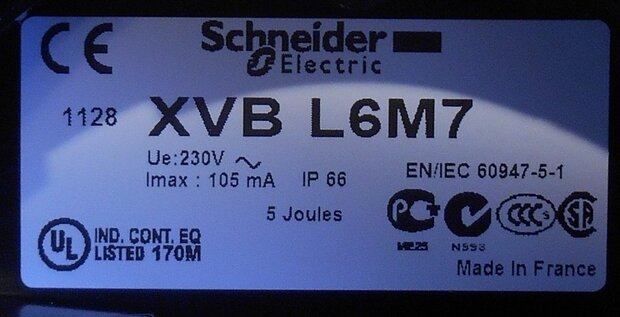 CE
Schneider
Electric
1128 XVB L6M7
Ue:230V ~
Imax : 105 mA IP 66
EN/IEC 60947-5-1
5 Joules
UL IND. CONT. EQ
LISTED 170M
N998
Made In France